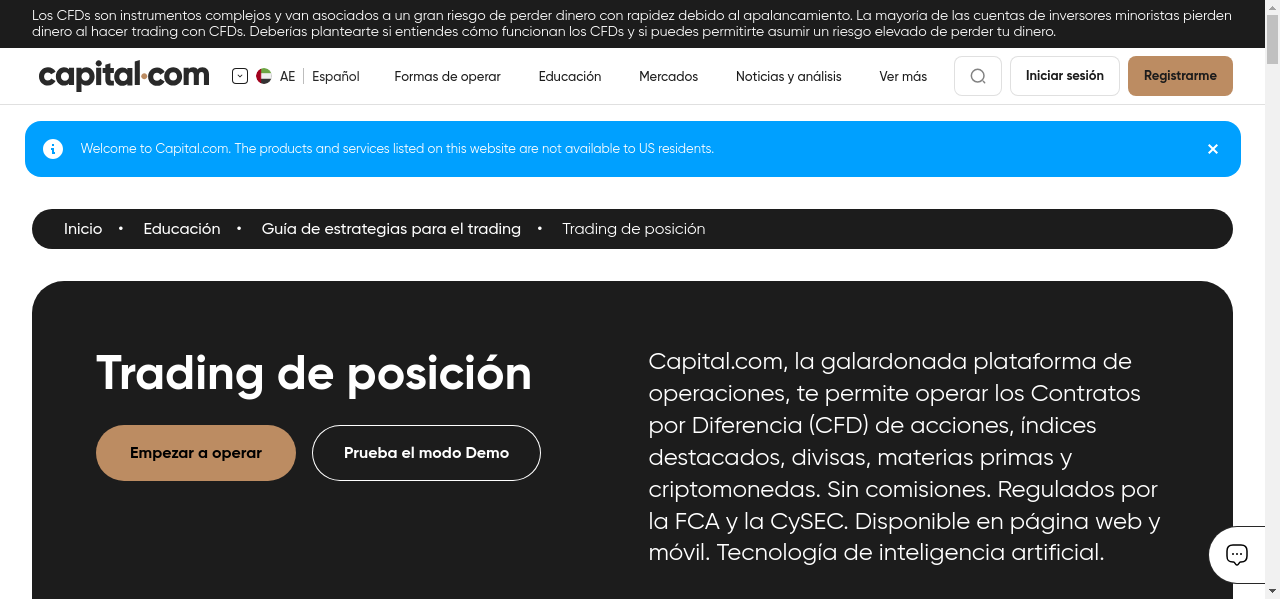 Los CFDs son instrumentos complejos y van asociados a un gran riesgo de perder dinero con rapidez debido al apalancamiento. La mayoría de las cuentas de inversores minoristas pierden
dinero al hacer trading con CFDs. Deberías plantearte si entiendes cómo funcionan los CFDs y si puedes permitirte asumir un riesgo elevado de perder tu dinero.
capital.com AE Español Formas de operar Educación Mercados Noticias y análisis Ver más Iniciar sesión Registrarme
Welcome to Capital.com. The products and services listed on this website are not available to US residents.
Inicio • Educación • Guía de estrategias para el trading • Trading de posición
Trading de posición
Empezar a operar Prueba el modo Demo
Capital.com, la galardonada plataforma de
operaciones, te permite operar los Contratos
por Diferencia (CFD) de acciones, índices
destacados, divisas, materias primas y
criptomonedas. Sin comisiones. Regulados por
la FCA y la CySEC. Disponible en página web y
móvil. Tecnología de inteligencia artificial.